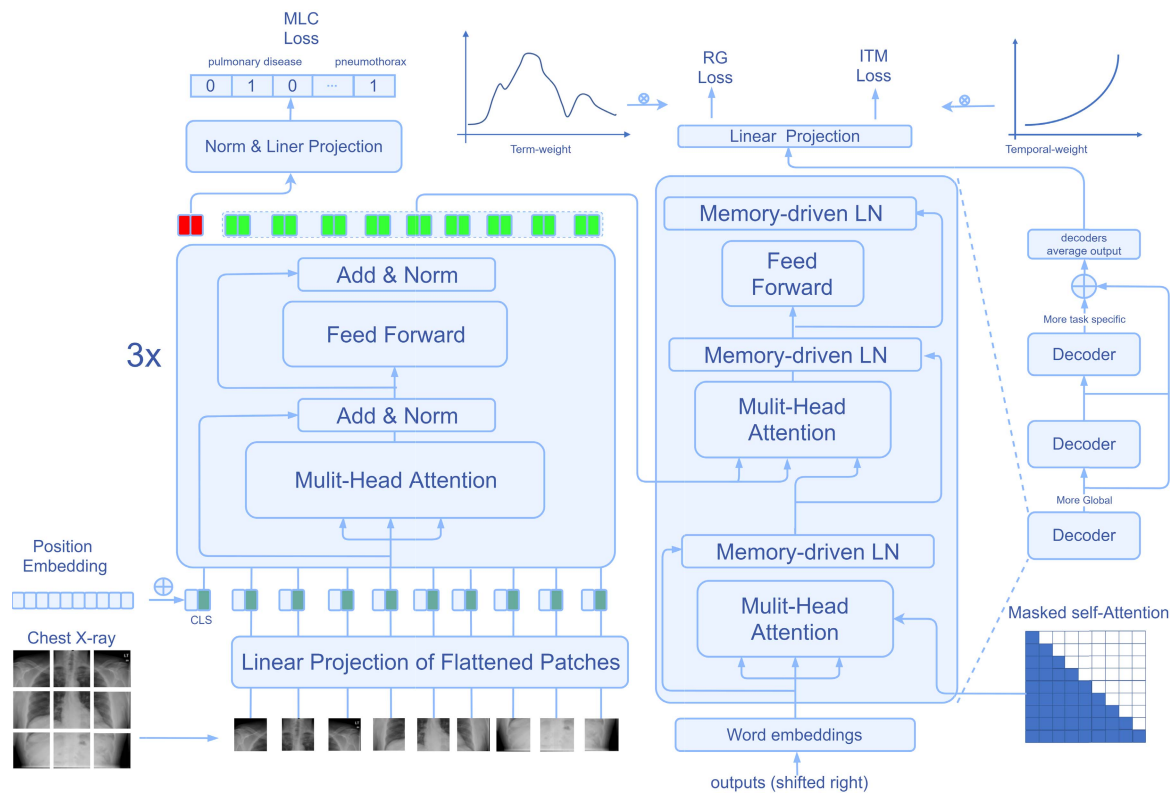 MLC
Loss
pulmonary disease
pneumothorax
0 1 0 ... 1
Norm & Liner Projection
Term-weight
RG
Loss
ITM
Loss
Linear Projection
Temporal-weight
3x
Add & Norm
Feed Forward
Add & Norm
Mulit-Head Attention
Position
Embedding
CLS
Chest X-ray
Linear Projection of Flattened Patches
Memory-driven LN
Feed
Forward
Memory-driven LN
Mulit-Head
Attention
Memory-driven LN
Mulit-Head
Attention
Word embeddings
outputs (shifted right)
decoders
average output
More task specific
Decoder
Decoder
More Global
Decoder
Masked self-Attention